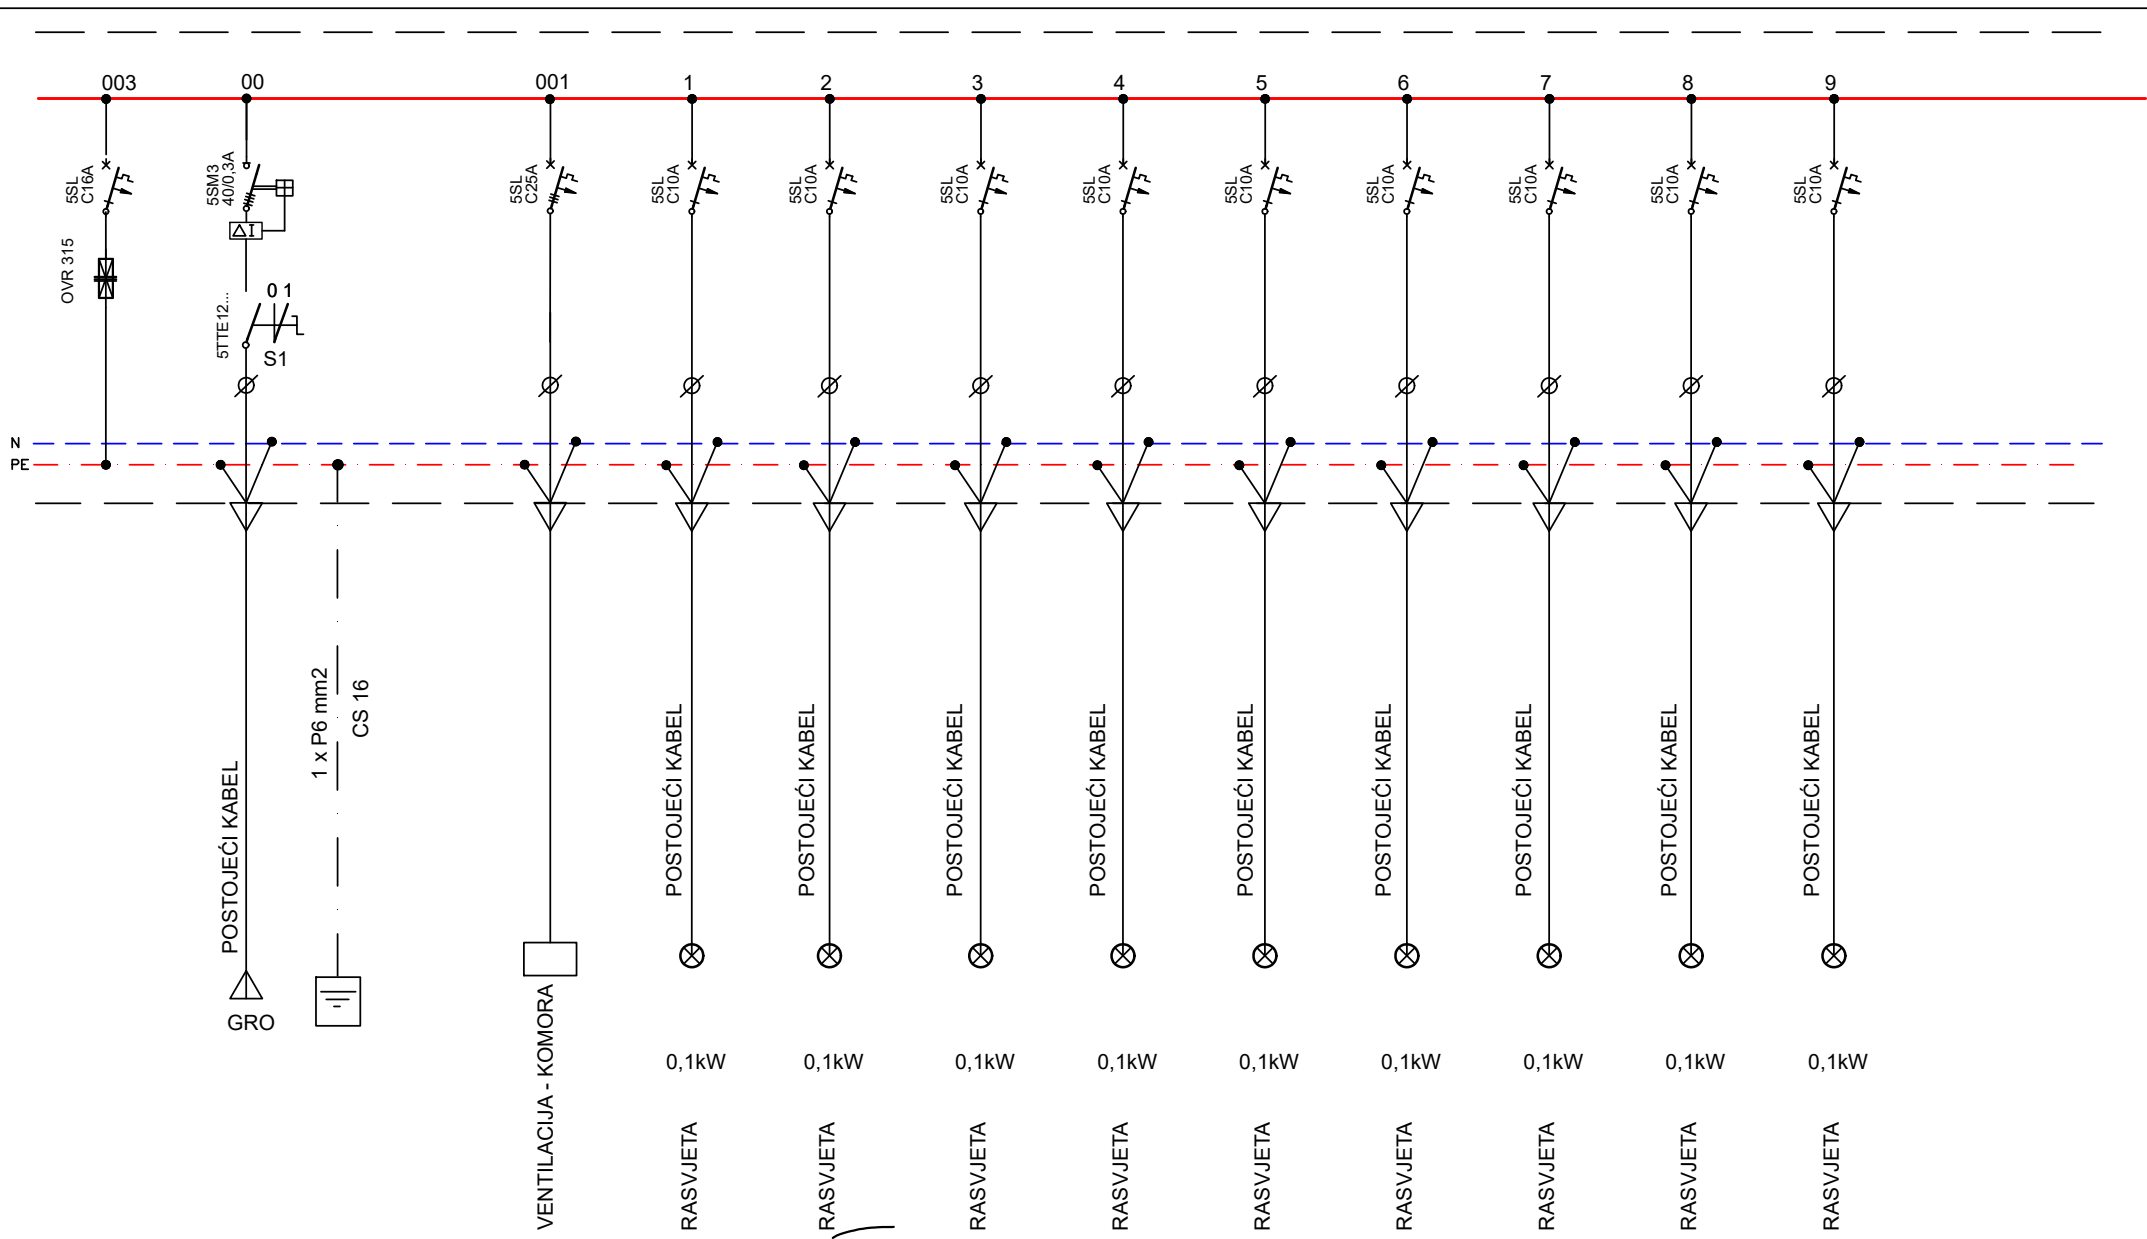 003
00
001
1
2
3
4
5
6
7
8
9
5SL
C16A
5SM3
40/0,3A
5SL
C25A
5SL
C10A
5SL
C10A
5SL
C10A
5SL
C10A
5SL
C10A
5SL
C10A
5SL
C10A
5SL
C10A
5SL
C10A
ΔI
OVR 315
5TTE12...
0 1
S1
N
PE
POSTOJEĆI KABEL
1 x P6 mm2
CS 16
POSTOJEĆI KABEL
POSTOJEĆI KABEL
POSTOJEĆI KABEL
POSTOJEĆI KABEL
POSTOJEĆI KABEL
POSTOJEĆI KABEL
POSTOJEĆI KABEL
POSTOJEĆI KABEL
POSTOJEĆI KABEL
GRO
VENTILACIJA - KOMORA
0,1kW
0,1kW
0,1kW
0,1kW
0,1kW
0,1kW
0,1kW
0,1kW
0,1kW
RASVJETA
RASVJETA
RASVJETA
RASVJETA
RASVJETA
RASVJETA
RASVJETA
RASVJETA
RASVJETA